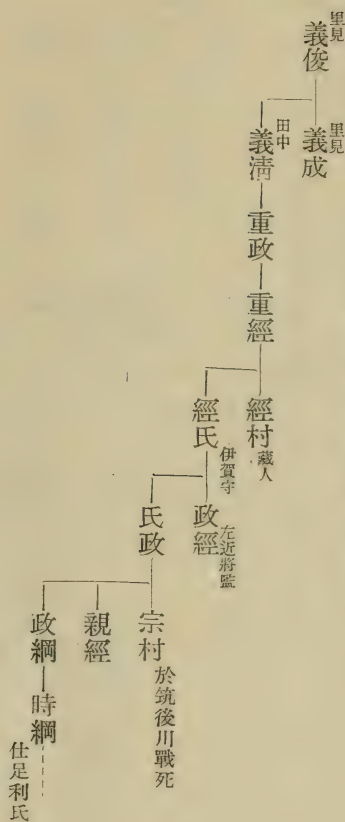 里見
義俊
里見
義成
田中
義淸
重政
重經
經村
藏人
經氏
伊賀守
政經
左近將監
氏政
宗村
於筑後川戰死
親經
政綱
時綱
仕足利氏